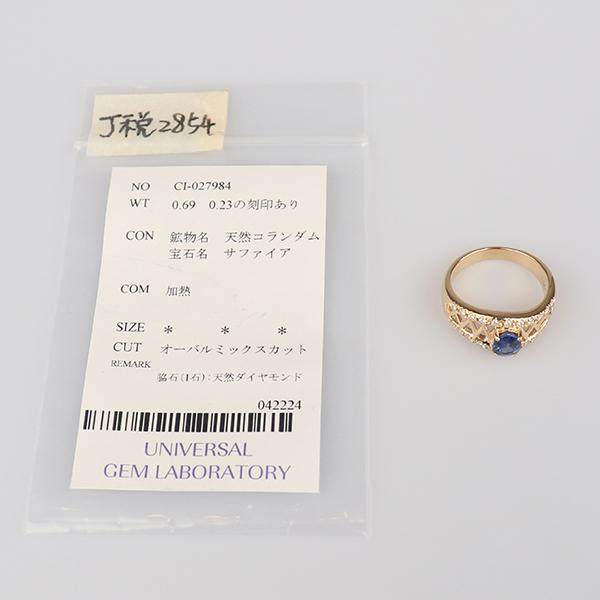 J税2854
NO CI-027984
WT 0.69 0.23の刻印あり
CON 鉱物名 天然コランダム
宝石名 サファイア
COM 加熱
SIZE * * *
CUT オーバルミックスカット
REMARK
脇石(1石):天然ダイヤモンド
042224
UNIVERSAL
GEM LABORATORY